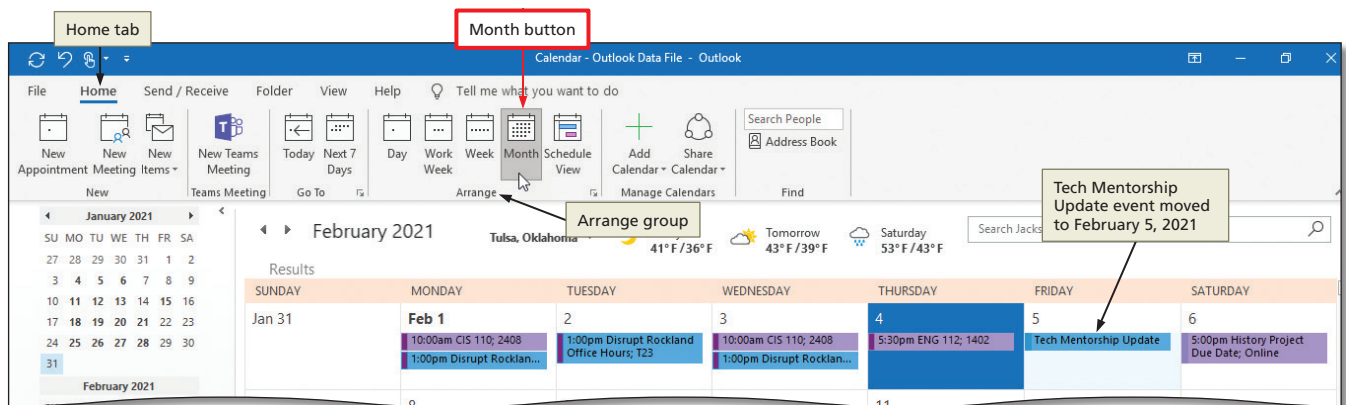 Home tab
Month button
Calendar - Outlook Data File - Outlook
File Home Send / Receive Folder View Help Tell me what you want to do
New Appointment
New Meeting
New Items
New Teams Meeting
Today
Next 7 Days
Day
Work Week
Week
Month
Schedule View
Add Calendar
Share Calendar
Search People
Address Book
New
Teams Meeting
Go To
Arrange
Manage Calendars
Find
Arrange group
Tech Mentorship
Update event moved
to February 5, 2021
January 2021
SU MO TU WE TH FR SA
27 28 29 30 31 1 2
3 4 5 6 7 8 9
10 11 12 13 14 15 16
17 18 19 20 21 22 23
24 25 26 27 28 29 30
31
February 2021
February 2021
Tulsa, Oklahoma
41°F/36°F
Tomorrow
43°F/39°F
Saturday
53°F/43°F
Search
Results
SUNDAY MONDAY TUESDAY WEDNESDAY THURSDAY FRIDAY SATURDAY
Jan 31
Feb 1
10:00am CIS 110; 2408
1:00pm Disrupt Rocklan...
2
1:00pm Disrupt Rockland
Office Hours; T23
3
10:00am CIS 110; 2408
1:00pm Disrupt Rocklan...
4
5:30pm ENG 112; 1402
5
Tech Mentorship Update
6
5:00pm History Project
Due Date; Online